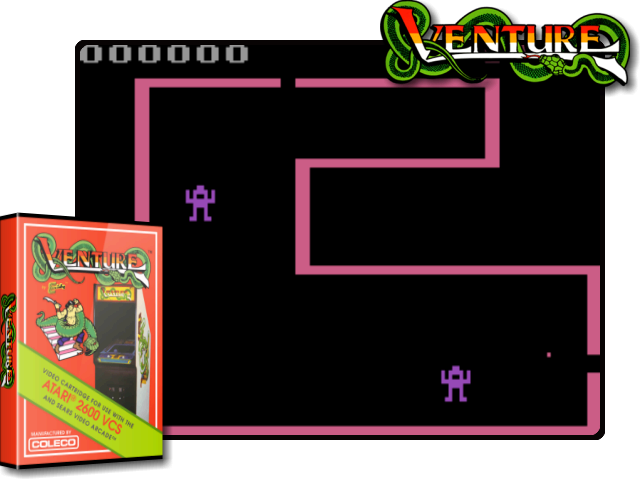 VENTURE
000000
VENTURE
VENTURE
VIDEO CARTRIDGE FOR USE WITH THE
ATARI® 2600 VCS
AND SEARS VIDEO ARCADE™
MANUFACTURED BY
COLECO